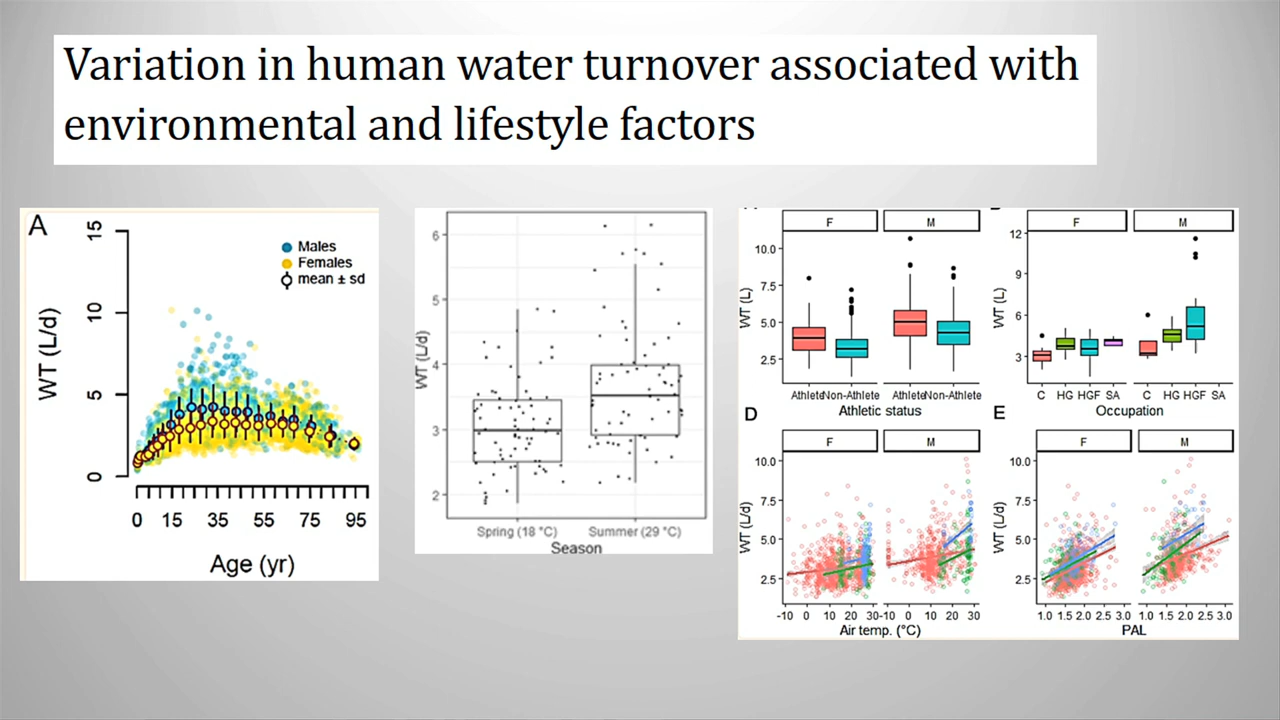 Variation in human water turnover associated with
environmental and lifestyle factors
A
15
10
5
0
WT (L/d)
Males
Females
mean ± sd
0 15 35 55 75 95
Age (yr)
6
5
4
3
2
WT (L/d)
Spring (18 °C) Summer (29 °C)
Season
F M
10.0
7.5
5.0
2.5
WT (L)
Athlete Non-Athlete Athlete Non-Athlete
Athletic status
F M
12
9
6
3
WT (L)
C HG HGF SA C HG HGF SA
Occupation
D
F M
10.0
7.5
5.0
2.5
WT (L/d)
-10 0 10 20 30 -10 0 10 20 30
Air temp. (°C)
E
F M
10.0
7.5
5.0
2.5
WT (L/d)
1.0 1.5 2.0 2.5 3.0 1.0 1.5 2.0 2.5 3.0
PAL